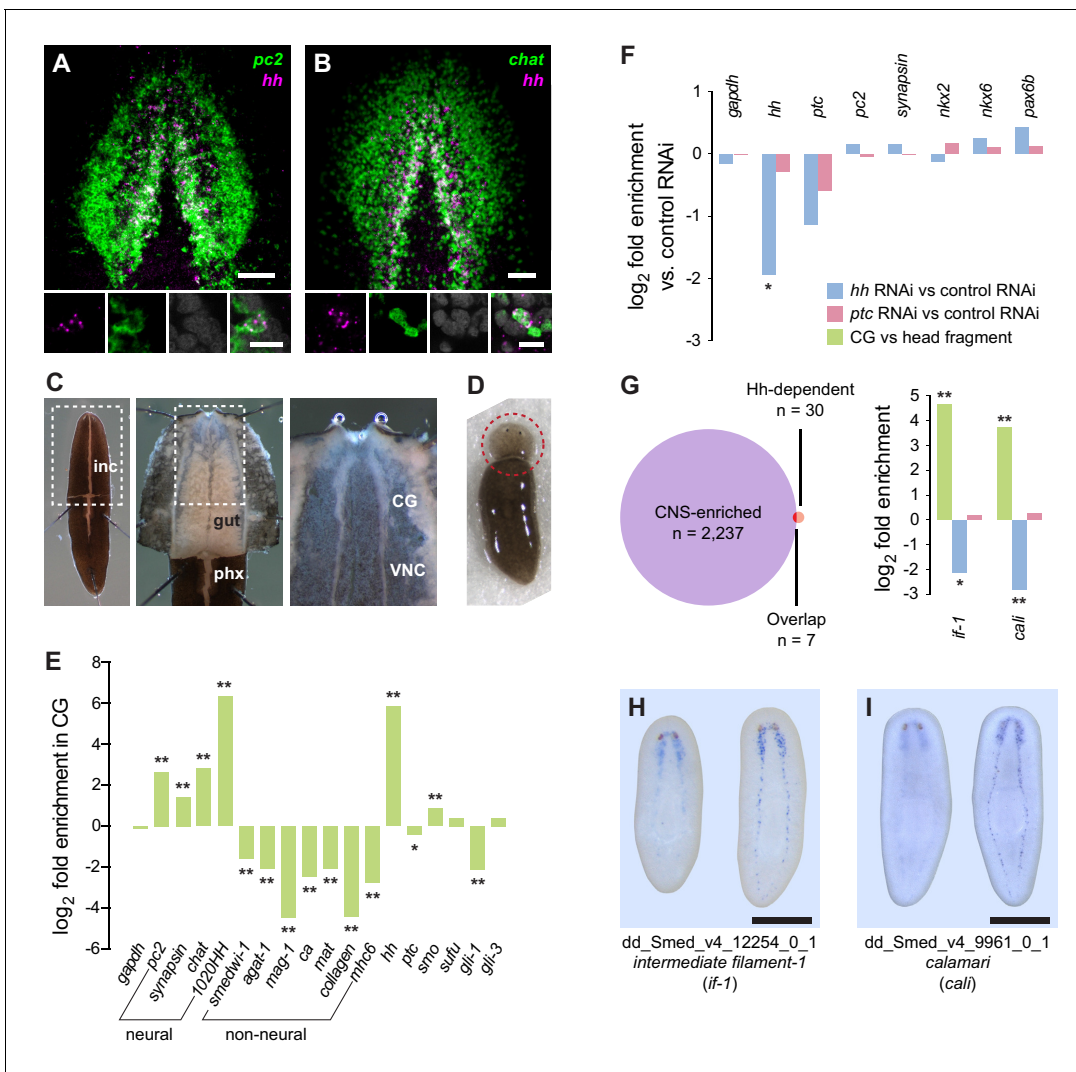 A
pc2
hh
B
chat
hh
C
inc
gut
phx
CG
VNC
D
E
log2 fold enrichment in CG
8
6
4
2
0
-2
-4
-6
**
**
**
**
**
**
**
**
**
**
**
**
*
**
**
gapdh
pc2
synapsin
chat
1020HH
smedwi-1
agat-1
mag-1
ca
mat
collagen
mhc6
hh
ptc
smo
sufu
gli-1
gli-3
neural
non-neural
F
log2 fold enrichment
vs. control RNAi
1
0
-1
-2
-3
gapdh
hh
ptc
pc2
synapsin
nkx2
nkx6
pax6b
*
hh RNAi vs control RNAi
ptc RNAi vs control RNAi
CG vs head fragment
G
Hh-dependent
n = 30
CNS-enriched
n = 2,237
Overlap
n = 7
log2 fold enrichment
5
4
3
2
1
0
-1
-2
-3
**
**
*
**
if-1
cali
H
dd_Smed_v4_12254_0_1
intermediate filament-1
(if-1)
I
dd_Smed_v4_9961_0_1
calamari
(cali)